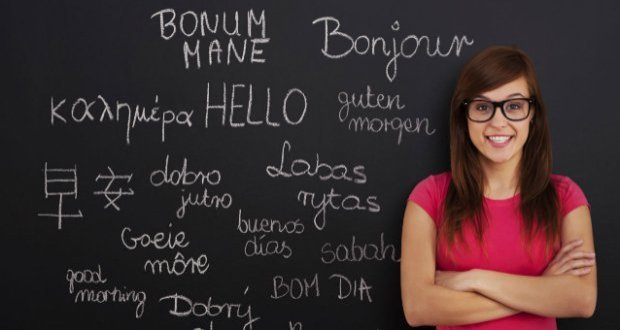 BONUM
MANE
Bonjour
καλημέρα
HELLO
guten
morgen
早安
dobro
jutro
Labas
rytas
Goeie
môre
buenos
días
sabah
good
morning
Dobrý
BOM DIA